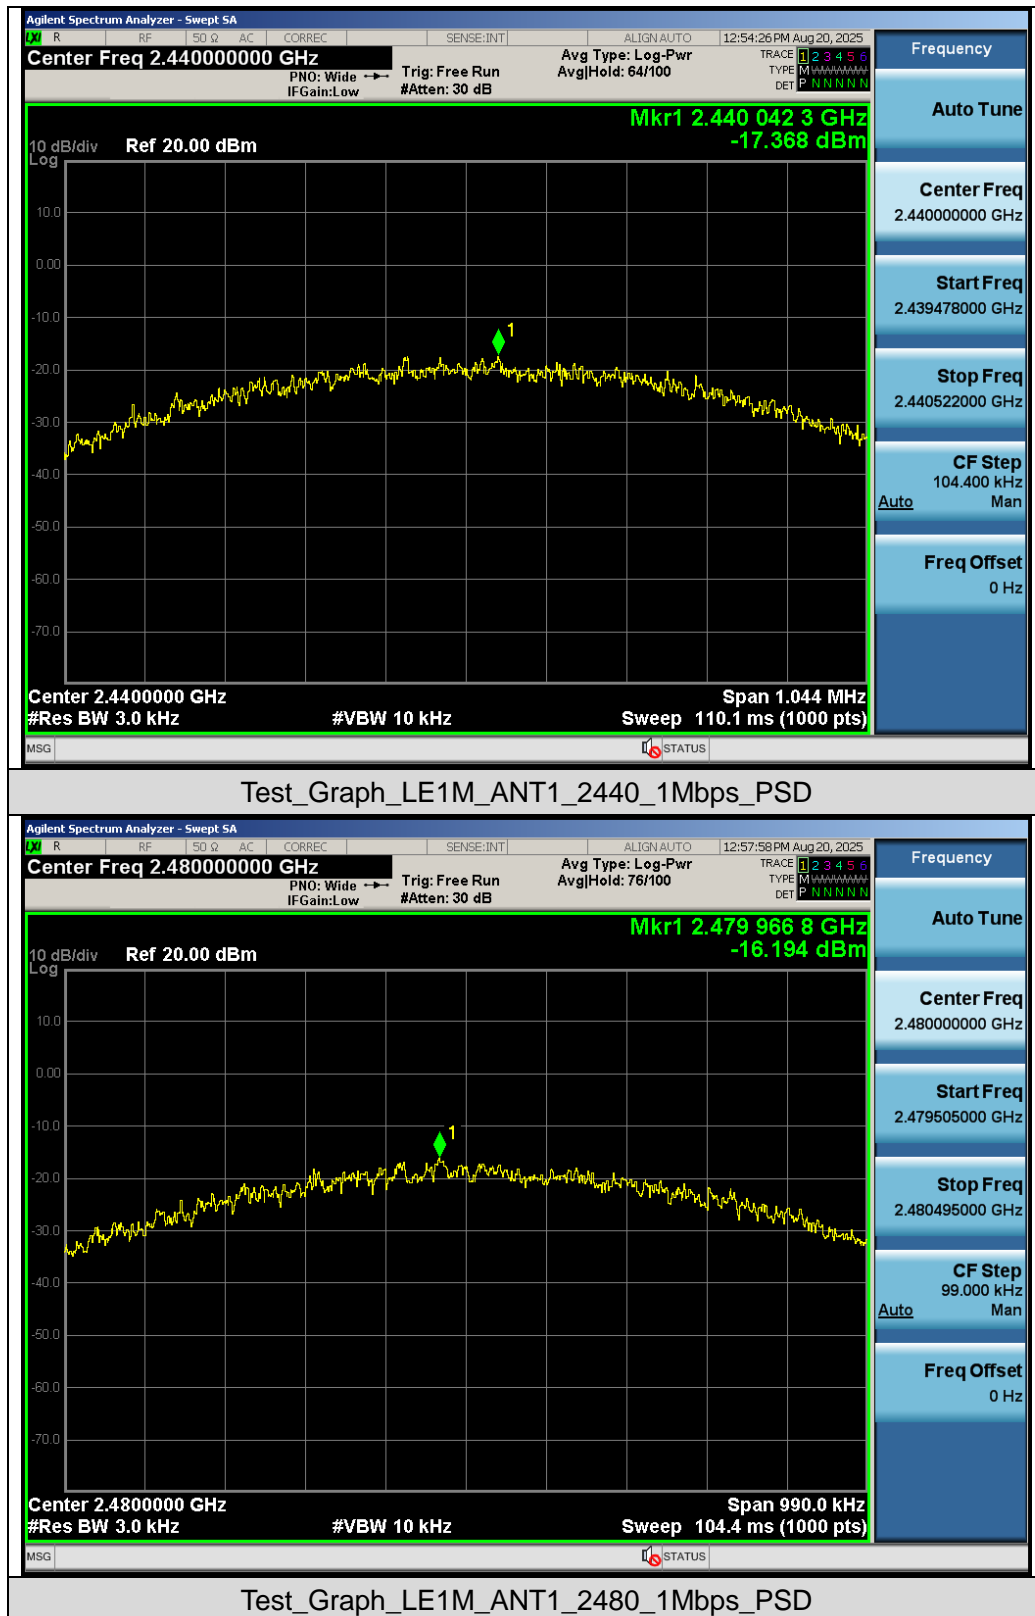 Agilent Spectrum Analyzer - Swept SA
LXI R RF 50 Ω AC CORREC SENSE:INT ALIGN AUTO 12:54:26 PM Aug 20, 2025
Center Freq 2.440000000 GHz
PNO: Wide
IFGain:Low
Trig: Free Run
#Atten: 30 dB
Avg Type: Log-Pwr
Avg|Hold: 64/100
TRACE 1 2 3 4 5 6
TYPE M W W W W W
DET P N N N N N
Mkr1 2.440 042 3 GHz
-17.368 dBm
10 dB/div Ref 20.00 dBm
Log
10.0
0.00
-10.0
-20.0
-30.0
-40.0
-50.0
-60.0
-70.0
1
Center 2.4400000 GHz Span 1.044 MHz
#Res BW 3.0 kHz #VBW 10 kHz Sweep 110.1 ms (1000 pts)
MSG STATUS
Frequency
Auto Tune
Center Freq
2.440000000 GHz
Start Freq
2.439478000 GHz
Stop Freq
2.440522000 GHz
CF Step
104.400 kHz
Auto Man
Freq Offset
0 Hz
Test_Graph_LE1M_ANT1_2440_1Mbps_PSD
Agilent Spectrum Analyzer - Swept SA
LXI R RF 50 Ω AC CORREC SENSE:INT ALIGN AUTO 12:57:58 PM Aug 20, 2025
Center Freq 2.480000000 GHz
PNO: Wide
IFGain:Low
Trig: Free Run
#Atten: 30 dB
Avg Type: Log-Pwr
Avg|Hold: 76/100
TRACE 1 2 3 4 5 6
TYPE M W W W W W
DET P N N N N N
Mkr1 2.479 966 8 GHz
-16.194 dBm
10 dB/div Ref 20.00 dBm
Log
10.0
0.00
-10.0
-20.0
-30.0
-40.0
-50.0
-60.0
-70.0
1
Center 2.4800000 GHz Span 990.0 kHz
#Res BW 3.0 kHz #VBW 10 kHz Sweep 104.4 ms (1000 pts)
MSG STATUS
Frequency
Auto Tune
Center Freq
2.480000000 GHz
Start Freq
2.479505000 GHz
Stop Freq
2.480495000 GHz
CF Step
99.000 kHz
Auto Man
Freq Offset
0 Hz
Test_Graph_LE1M_ANT1_2480_1Mbps_PSD